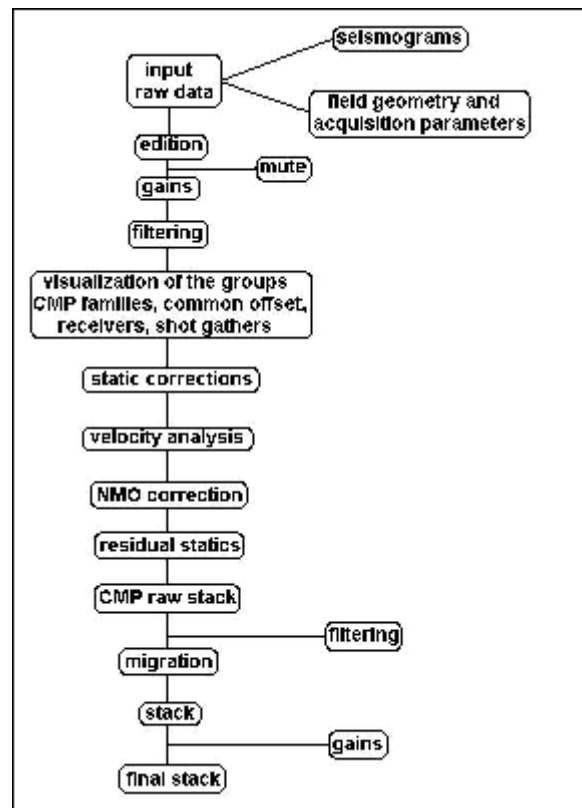 seismograms
input
raw data
field geometry and
acquisition parameters
edition
mute
gains
filtering
visualization of the groups
CMP families, common offset,
receivers, shot gathers
static corrections
velocity analysis
NMO correction
residual statics
CMP raw stack
filtering
migration
stack
gains
final stack